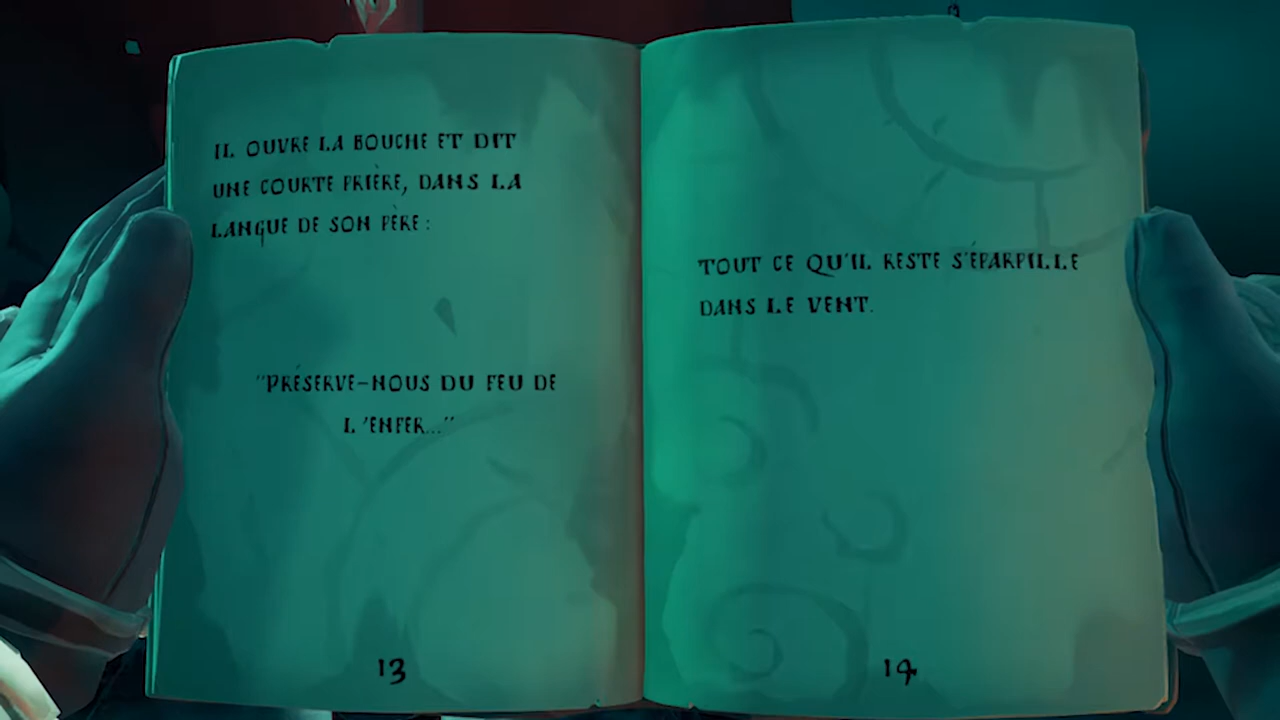 IL OUVRE LA BOUCHE ET DIT
UNE COURTE PRIÈRE, DANS LA
LANGUE DE SON PÈRE :
"PRÉSERVE-NOUS DU FEU DE
L'ENFER..."
13
TOUT CE QU'IL RESTE S'ÉPARPILLE
DANS LE VENT.
14